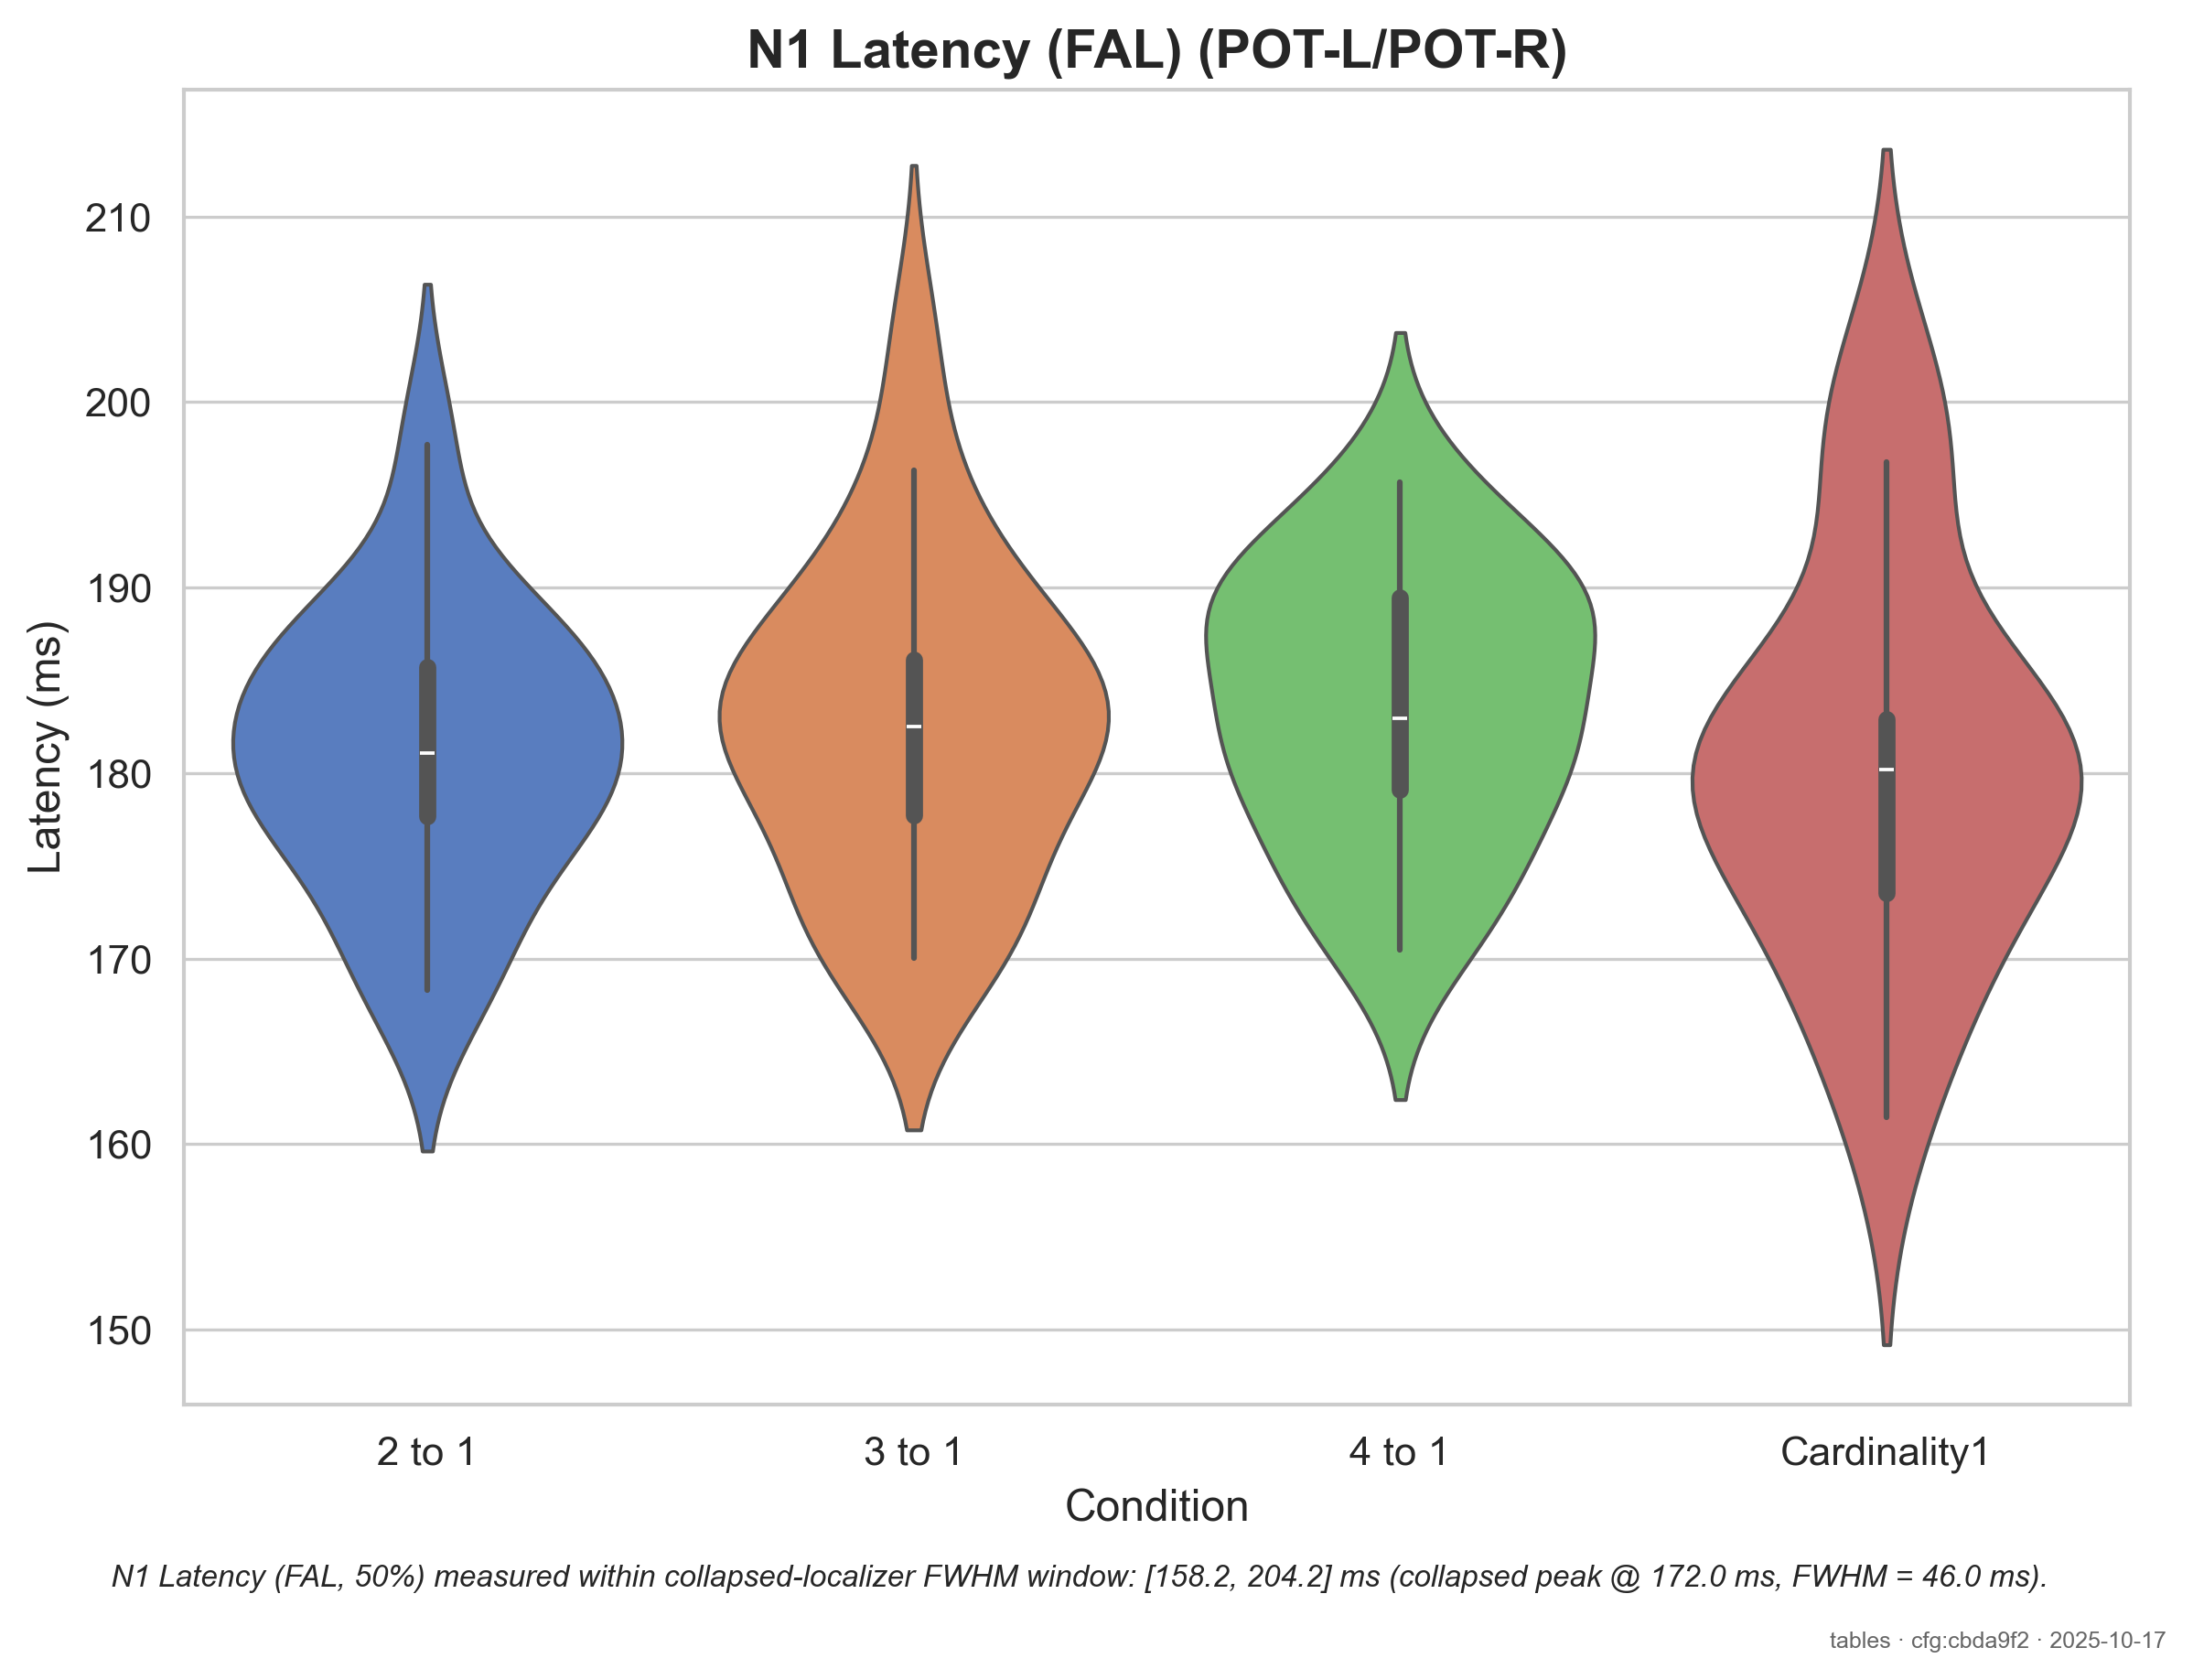 N1 Latency (FAL) (POT-L/POT-R)
Latency (ms)
210
200
190
180
170
160
150
2 to 1
3 to 1
4 to 1
Cardinality1
Condition
N1 Latency (FAL, 50%) measured within collapsed-localizer FWHM window: [158.2, 204.2] ms (collapsed peak @ 172.0 ms, FWHM = 46.0 ms).
tables · cfg:cbda9f2 · 2025-10-17